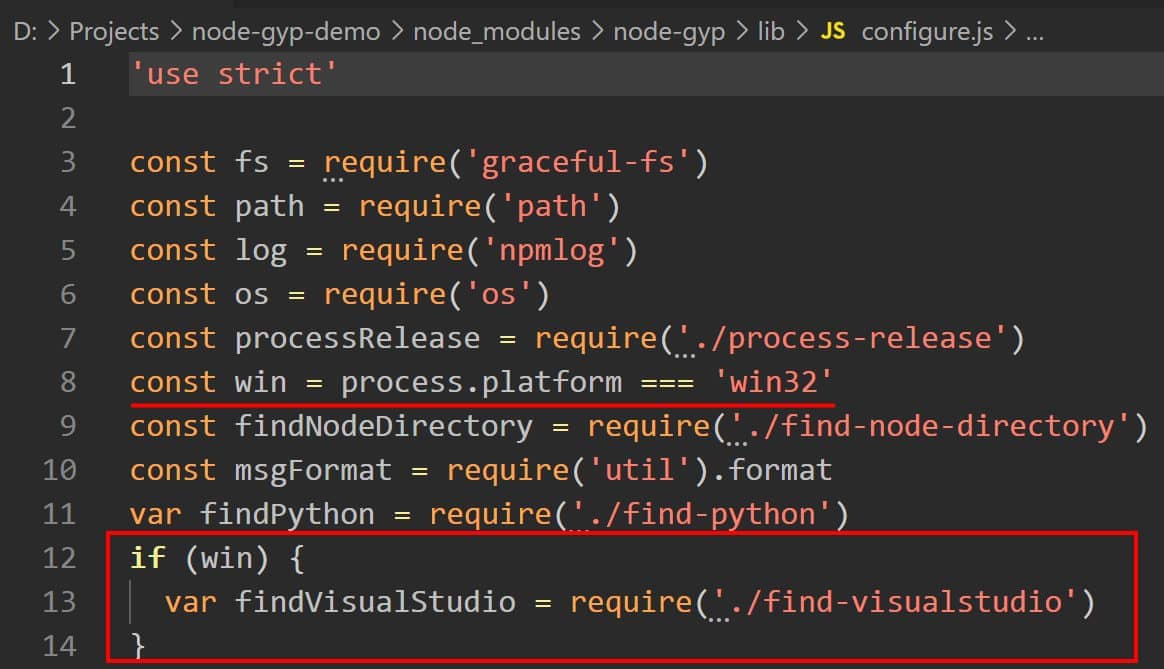 D: > Projects > node-gyp-demo > node_modules > node-gyp > lib > JS configure.js > ...
1 'use strict'
2
3 const fs = require('graceful-fs')
4 const path = require('path')
5 const log = require('npmlog')
6 const os = require('os')
7 const processRelease = require('./process-release')
8 const win = process.platform === 'win32'
9 const findNodeDirectory = require('./find-node-directory')
10 const msgFormat = require('util').format
11 var findPython = require('./find-python')
12 if (win) {
13   var findVisualStudio = require('./find-visualstudio')
14 }